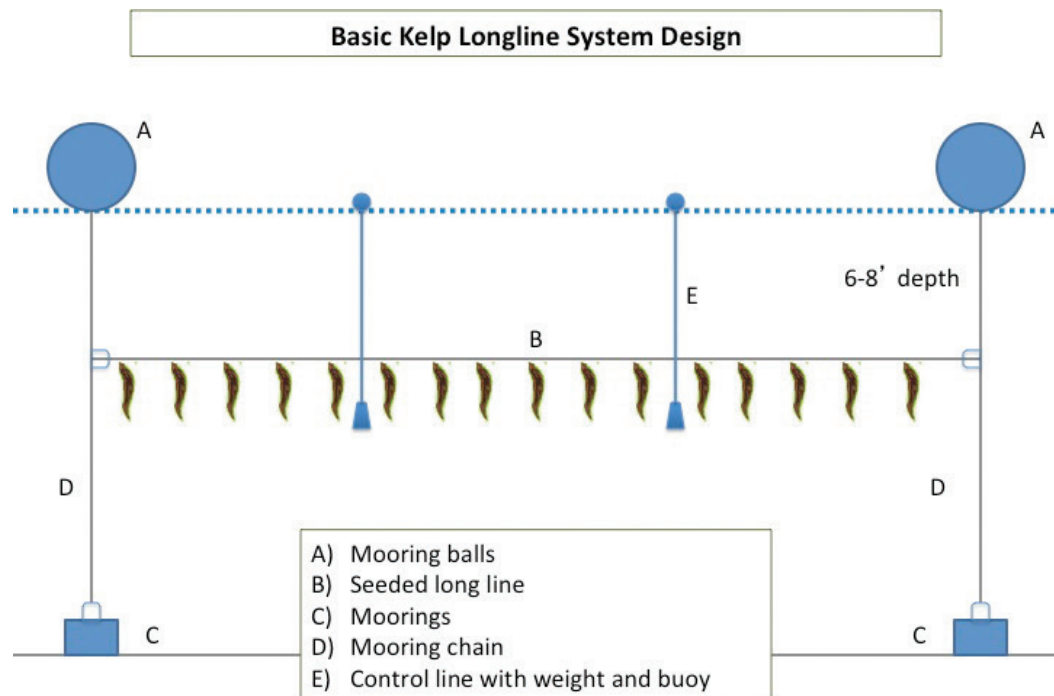 Basic Kelp Longline System Design
A
A
6-8’ depth
E
B
D
D
A) Mooring balls
B) Seeded long line
C) Moorings
D) Mooring chain
E) Control line with weight and buoy
C
C